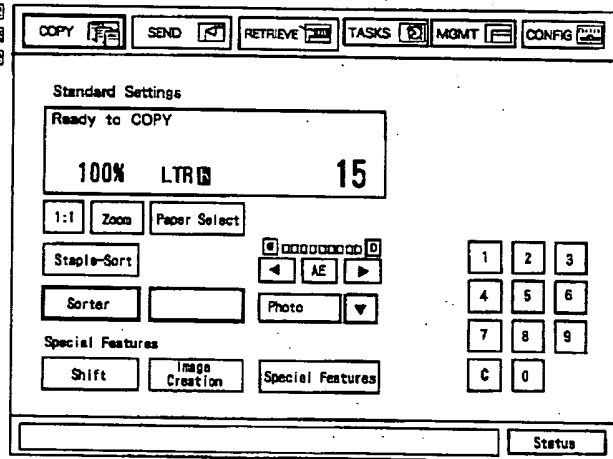 COPY SEND RETRIEVE TASKS MGMT CONFIG
Standard Settings
Ready to COPY
100% LTR 15
1:1 Zoom Paper Select
Staple-Sort
AE
1 2 3
Sorter
Photo
4 5 6
Special Features
7 8 9
Shift
Image
Creation
Special Features
C 0
Status